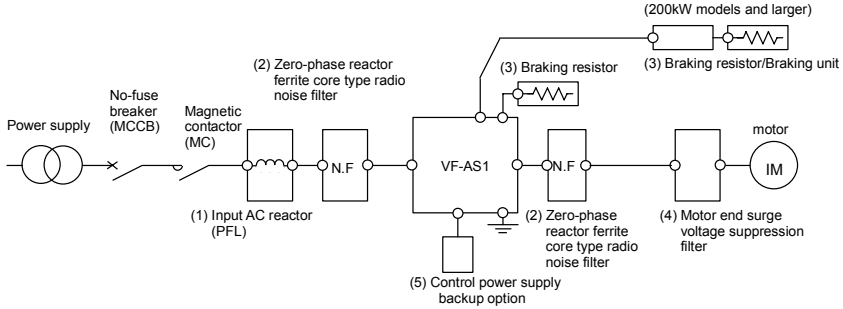 (200kW models and larger)
(2) Zero-phase reactor
ferrite core type radio
noise filter
(3) Braking resistor
(3) Braking resistor/Braking unit
No-fuse
breaker
(MCCB)
Magnetic
contactor
(MC)
Power supply
motor
N.F
VF-AS1
N.F
IM
(1) Input AC reactor
(PFL)
(2) Zero-phase
reactor ferrite
core type radio
noise filter
(4) Motor end surge
voltage suppression
filter
(5) Control power supply
backup option